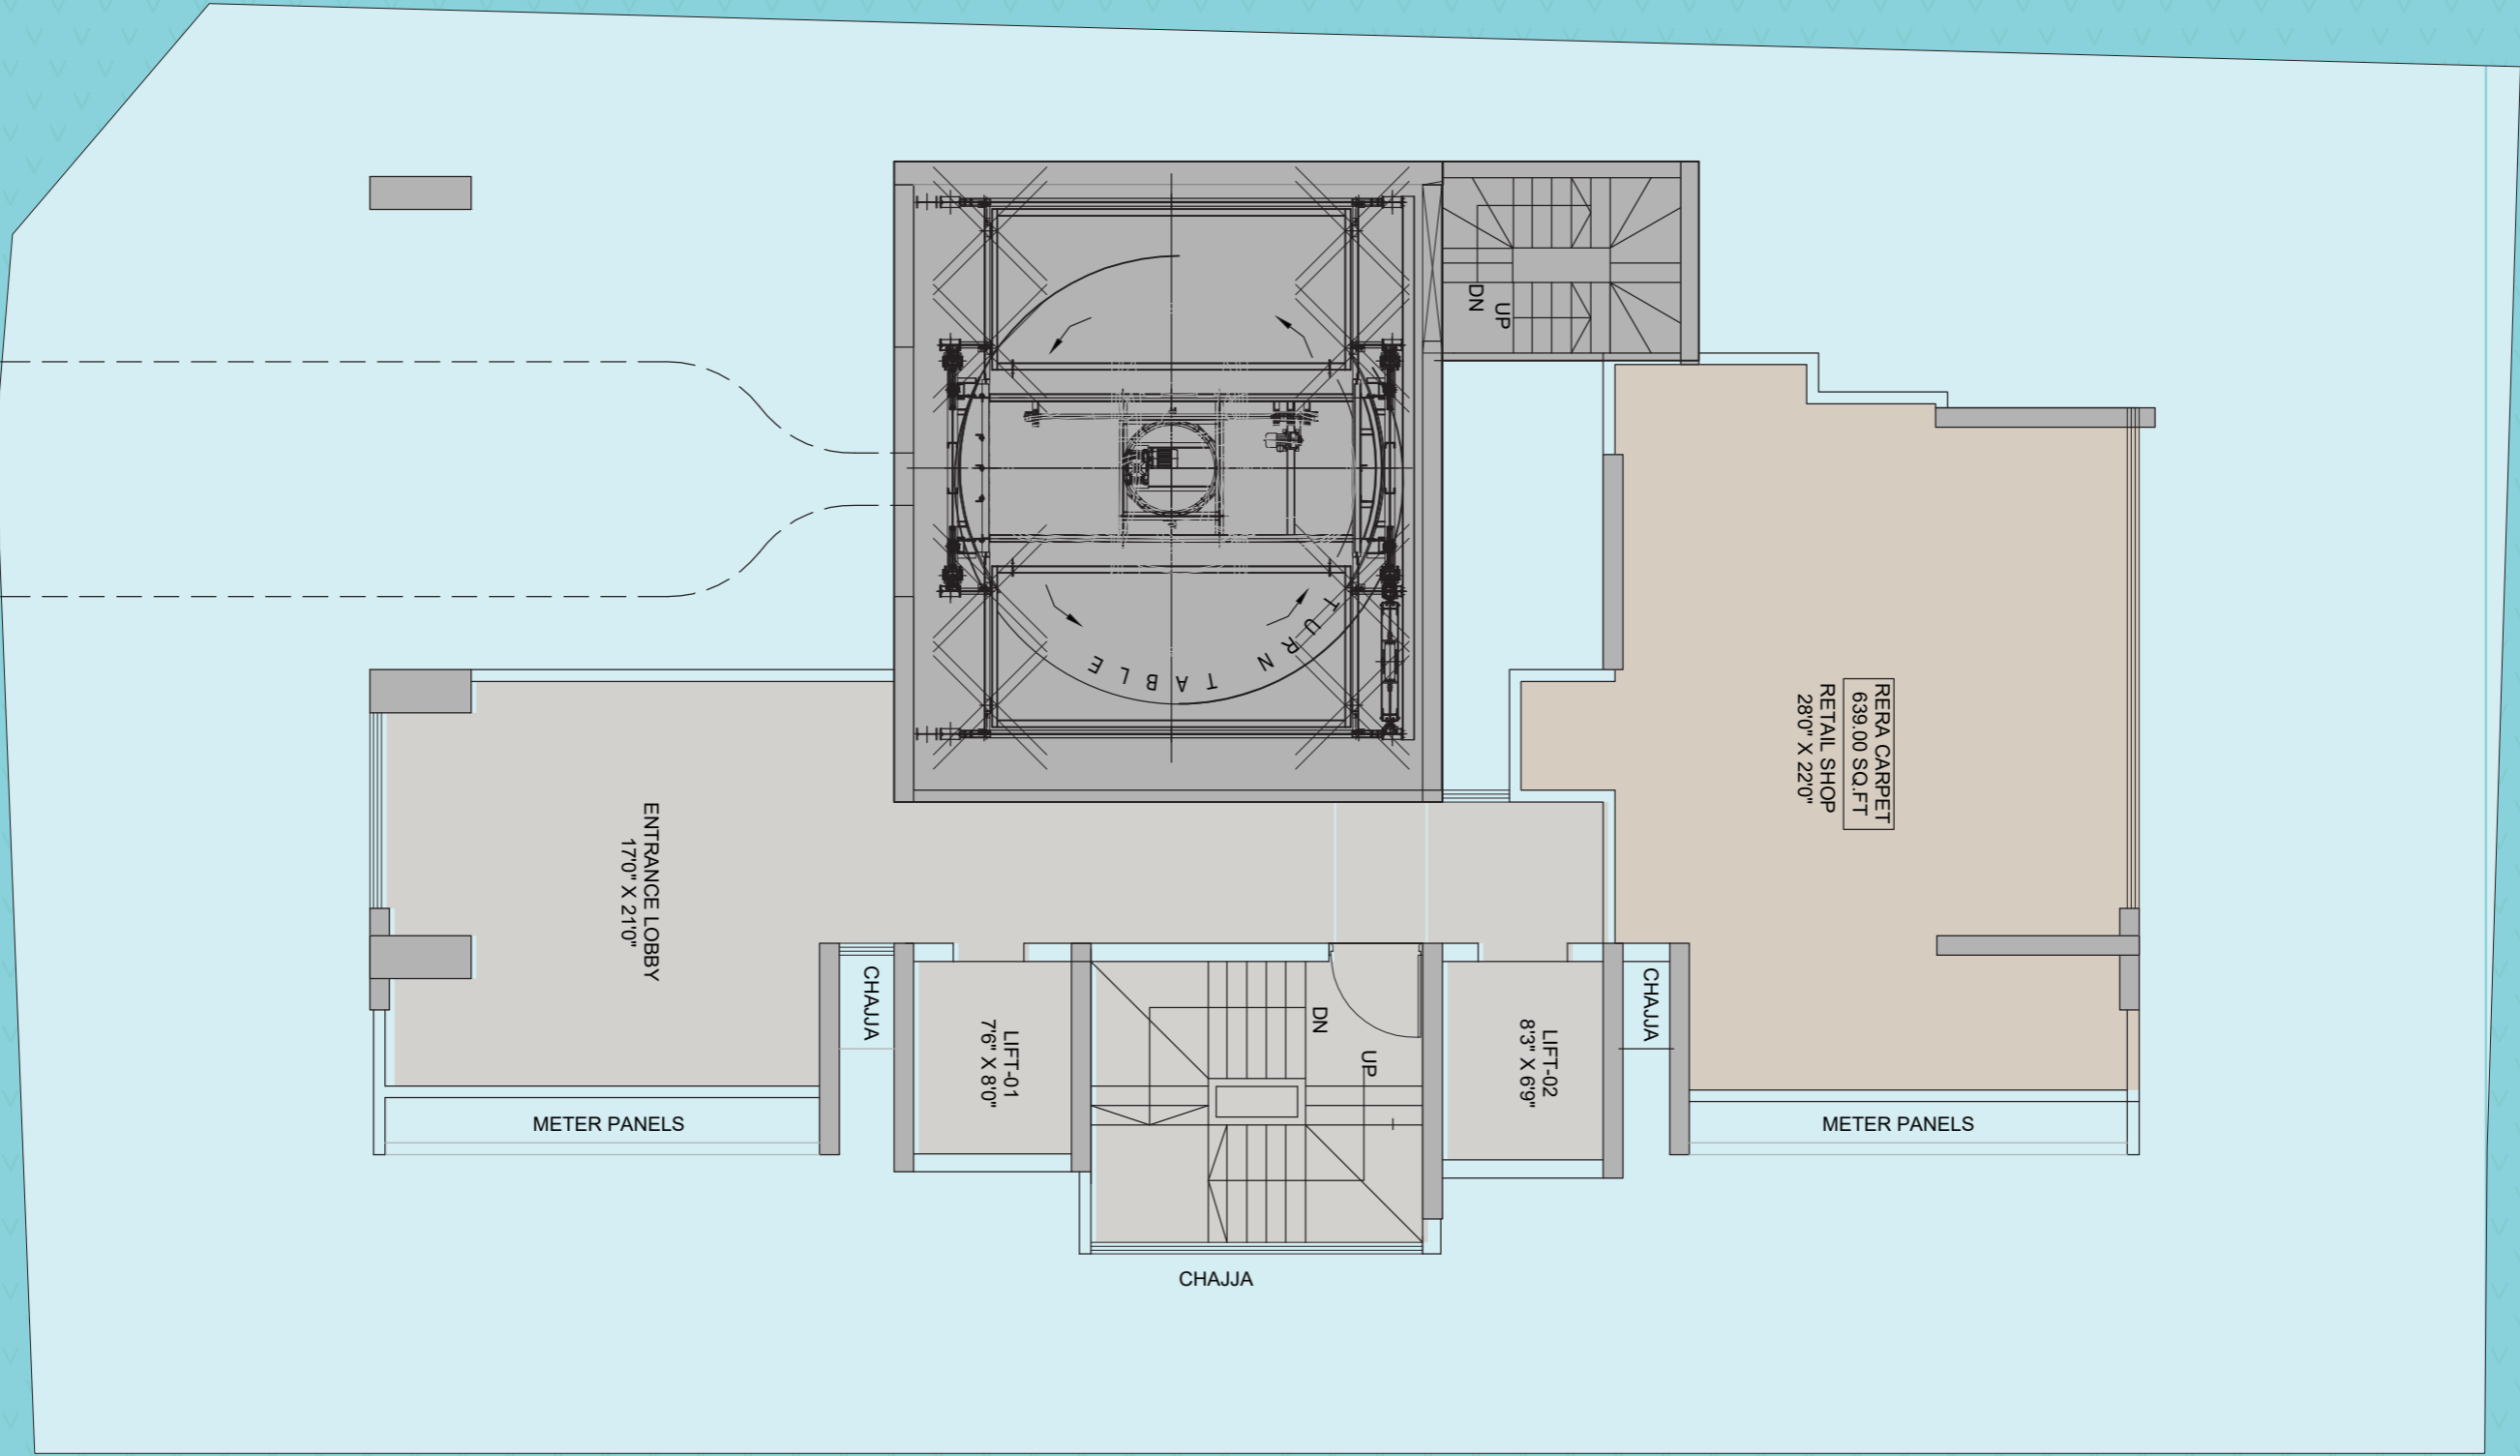 DN
UP
TURN TABLE
RERA CARPET
639.00 SQ.FT
RETAIL SHOP
28'0" X 22'0"
ENTRANCE LOBBY
17'0" X 21'0"
CHAJJA
LIFT-01
7'6" X 8'0"
DN
UP
LIFT-02
8'3" X 6'9"
CHAJJA
METER PANELS
METER PANELS
CHAJJA